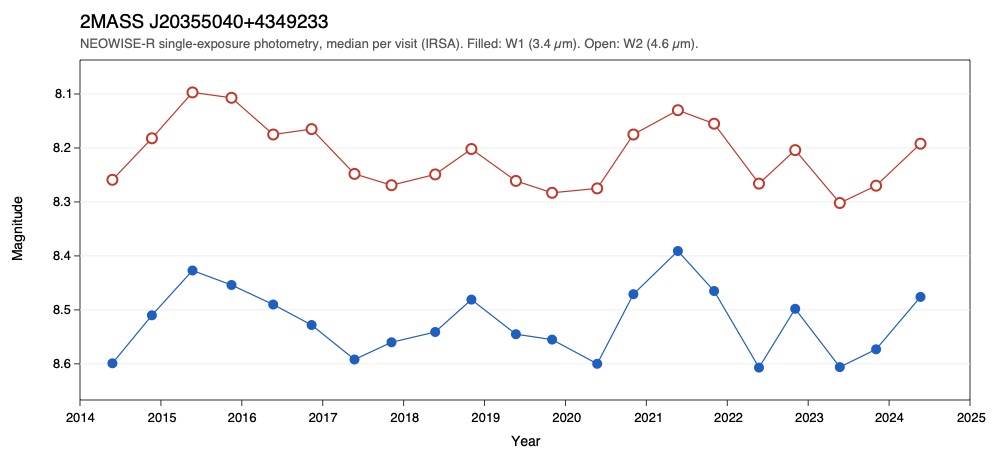 2MASS J20355040+4349233
NEOWISE-R single-exposure photometry, median per visit (IRSA). Filled: W1 (3.4 μm). Open: W2 (4.6 μm).
8.1
8.2
8.3
8.4
8.5
8.6
Magnitude
2014 2015 2016 2017 2018 2019 2020 2021 2022 2023 2024 2025
Year